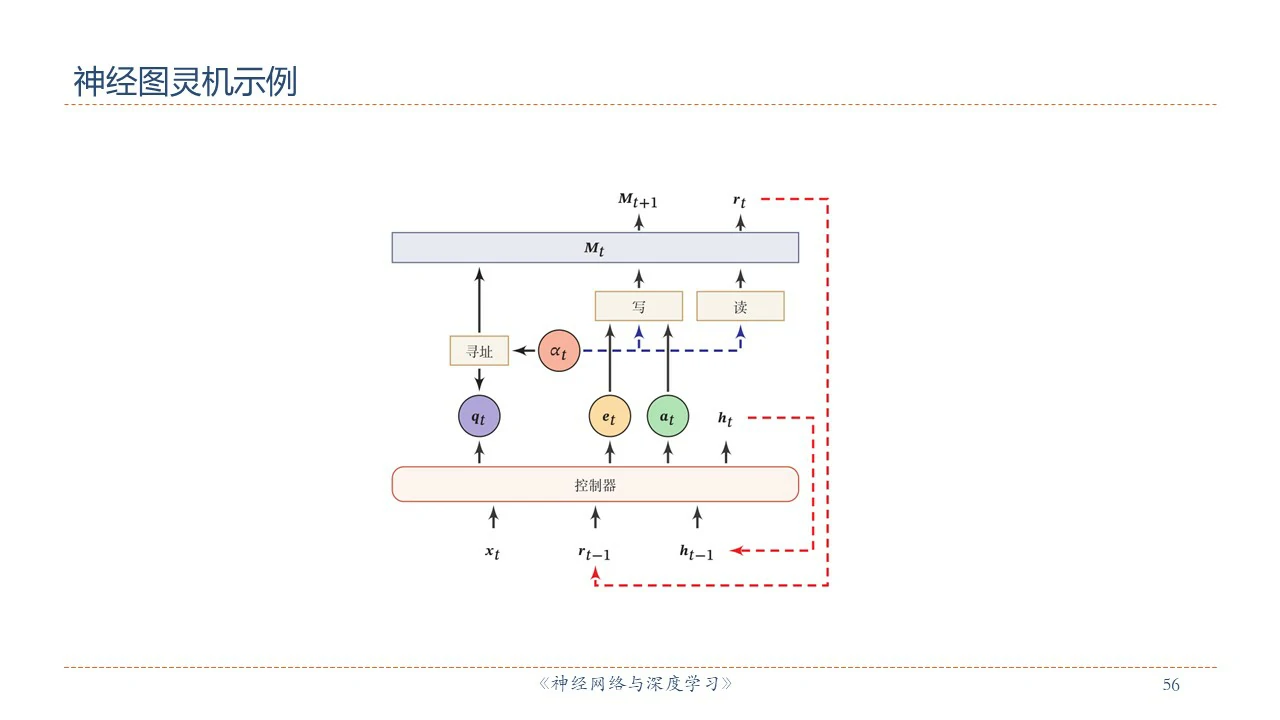 神经图灵机示例
M_{t+1} r_t
M_t
写 读
寻址 α_t
q_t e_t a_t h_t
控制器
x_t r_{t−1} h_{t−1}
《神经网络与深度学习》 56